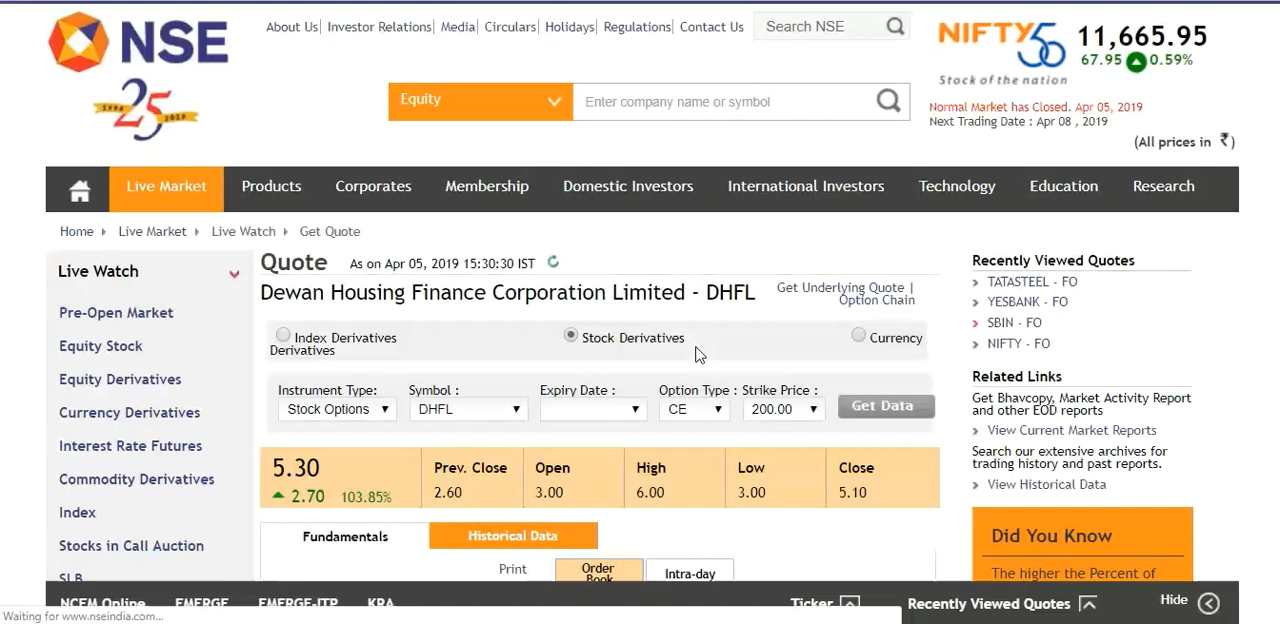 NSE
1994 25 2019
About Us| Investor Relations| Media| Circulars| Holidays| Regulations| Contact Us
Search NSE
NIFTY 50
Stock of the nation
11,665.95
67.95 0.59%
Normal Market has Closed. Apr 05, 2019
Next Trading Date : Apr 08 , 2019
(All prices in ₹)
Equity
Enter company name or symbol
Live Market Products Corporates Membership Domestic Investors International Investors Technology Education Research
Home Live Market Live Watch Get Quote
Live Watch
Pre-Open Market
Equity Stock
Equity Derivatives
Currency Derivatives
Interest Rate Futures
Commodity Derivatives
Index
Stocks in Call Auction
SLB
Quote As on Apr 05, 2019 15:30:30 IST
Dewan Housing Finance Corporation Limited - DHFL
Get Underlying Quote |
Option Chain
Index Derivatives Stock Derivatives Currency
Derivatives
Instrument Type: Symbol : Expiry Date : Option Type : Strike Price :
Stock Options DHFL CE 200.00 Get Data
5.30
2.70 103.85%
Prev. Close Open High Low Close
2.60 3.00 6.00 3.00 5.10
Fundamentals Historical Data
Print
Order
Book
Intra-day
Recently Viewed Quotes
TATASTEEL - FO
YESBANK - FO
SBIN - FO
NIFTY - FO
Related Links
Get Bhavcopy, Market Activity Report
and other EOD reports
View Current Market Reports
Search our extensive archives for
trading history and past reports.
View Historical Data
Did You Know
The higher the Percent of
NCFM Online EMERGE EMERGE-ITP KRA
Ticker Recently Viewed Quotes Hide
Waiting for www.nseindia.com...